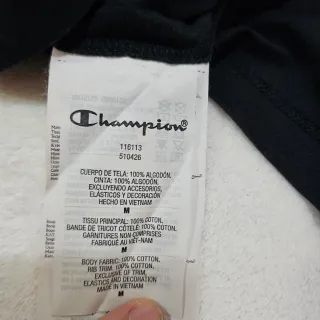 Champion®
116113
510426
CUERPO DE TELA: 100% ALGODÓN.
CINTA: 100% ALGODÓN.
EXCLUYENDO ACCESORIOS,
ELÁSTICOS Y DECORACIÓN
HECHO EN VIETNAM
M
TISSU PRINCIPAL: 100% COTON.
BANDE DE TRICOT CÔTELÉ: 100% COTON.
GARNITURES NON COMPRISES
FABRIQUÉ AU VIET-NAM
M
BODY FABRIC: 100% COTTON.
RIB TRIM: 100% COTTON.
EXCLUSIVE OF TRIM,
ELASTICS AND DECORATION
MADE IN VIETNAM
M